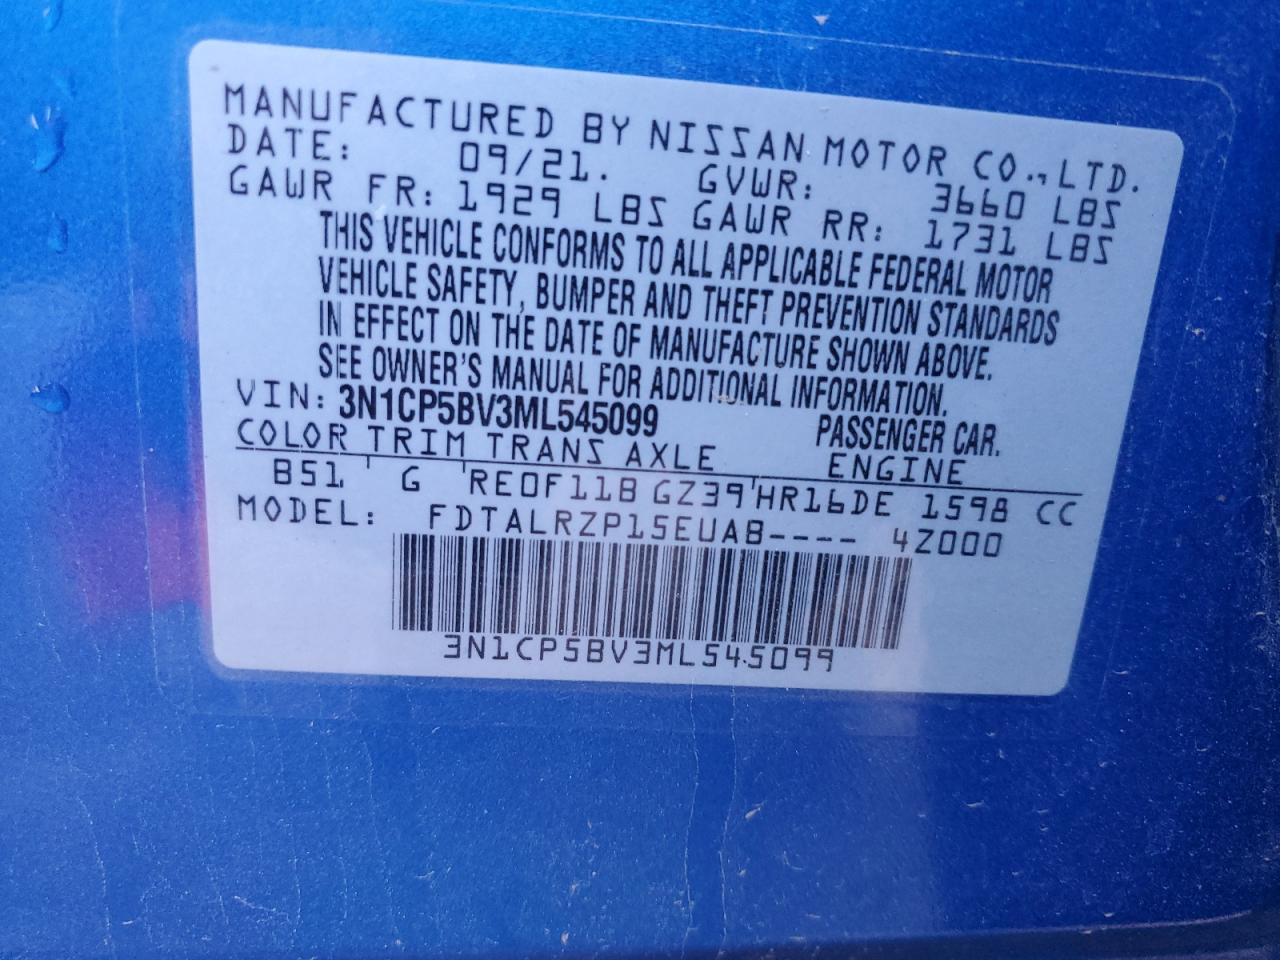 MANUFACTURED BY NISSAN MOTOR CO., LTD.
DATE: 09/21. GVWR: 3660 LBS
GAWR FR: 1929 LBS GAWR RR: 1731 LBS
THIS VEHICLE CONFORMS TO ALL APPLICABLE FEDERAL MOTOR
VEHICLE SAFETY, BUMPER AND THEFT PREVENTION STANDARDS
IN EFFECT ON THE DATE OF MANUFACTURE SHOWN ABOVE.
SEE OWNER'S MANUAL FOR ADDITIONAL INFORMATION.
VIN: 3N1CP5BV3ML545099 PASSENGER CAR.
COLOR TRIM TRANS AXLE ENGINE
B51 G RE0F11B GZ39 HR16DE 1598 CC
MODEL: FDTALRZP15EUAB---- 4Z000
3N1CP5BV3ML545099